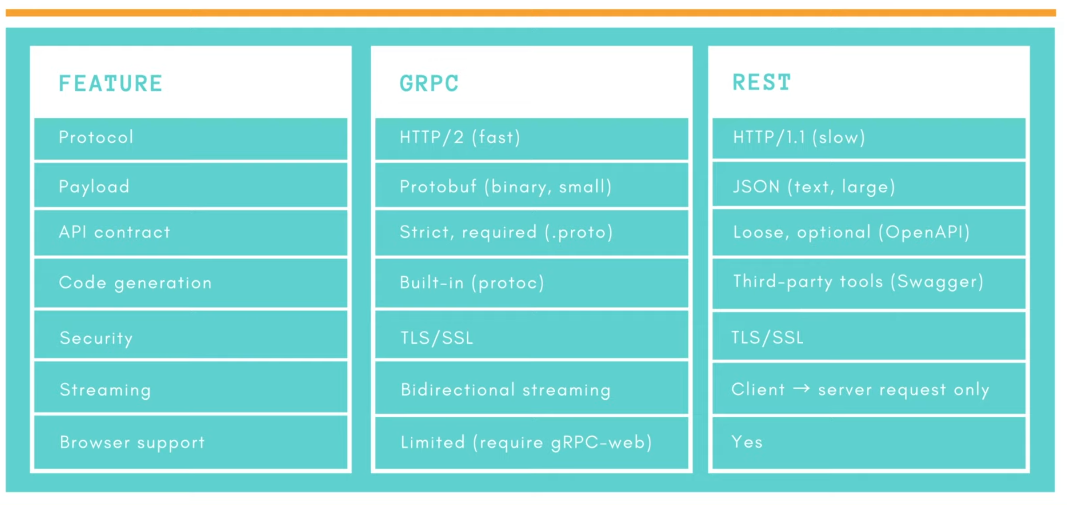 FEATURE GRPC REST
Protocol HTTP/2 (fast) HTTP/1.1 (slow)
Payload Protobuf (binary, small) JSON (text, large)
API contract Strict, required (.proto) Loose, optional (OpenAPI)
Code generation Built-in (protoc) Third-party tools (Swagger)
Security TLS/SSL TLS/SSL
Streaming Bidirectional streaming Client → server request only
Browser support Limited (require gRPC-web) Yes